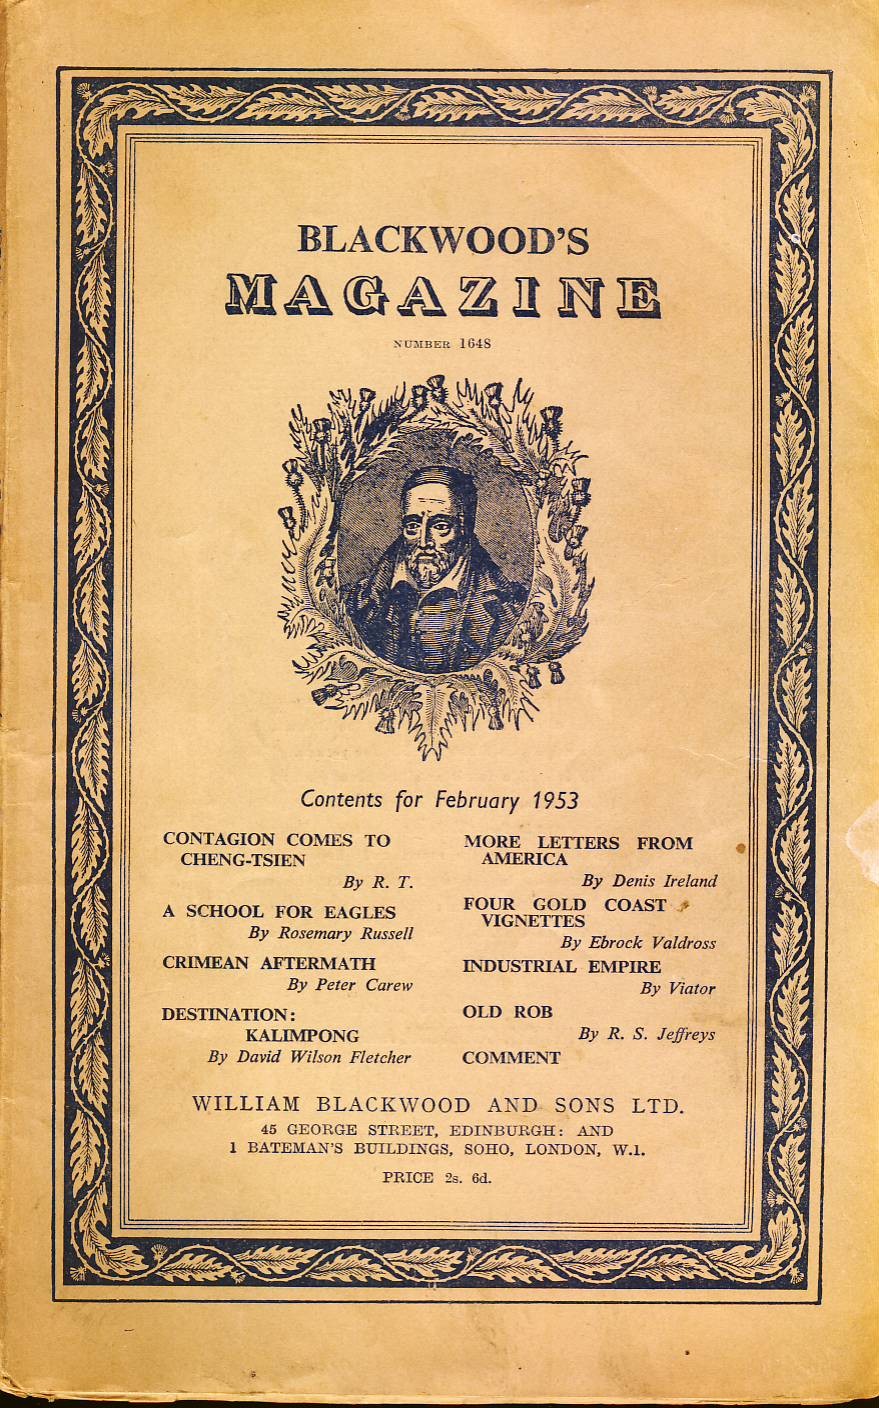 BLACKWOOD'S
MAGAZINE
NUMBER 1648
Contents for February 1953
CONTAGION COMES TO
CHENG-TSIEN
By R. T.
A SCHOOL FOR EAGLES
By Rosemary Russell
CRIMEAN AFTERMATH
By Peter Carew
DESTINATION:
KALIMPONG
By David Wilson Fletcher
MORE LETTERS FROM
AMERICA
By Denis Ireland
FOUR GOLD COAST
VIGNETTES
By Ebrock Valdross
INDUSTRIAL EMPIRE
By Viator
OLD ROB
By R. S. Jeffreys
COMMENT
WILLIAM BLACKWOOD AND SONS LTD.
45 GEORGE STREET, EDINBURGH: AND
1 BATEMAN'S BUILDINGS, SOHO, LONDON, W.1.
PRICE 2s. 6d.